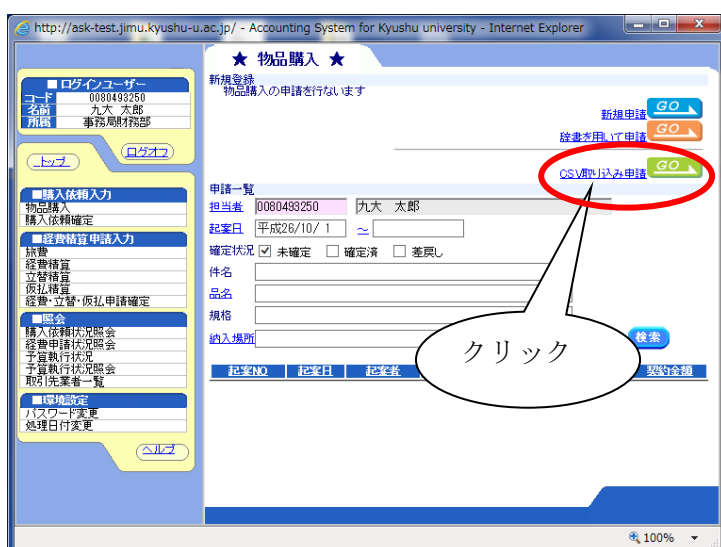 http://ask-test.jimu.kyushu-u.ac.jp/ - Accounting System for Kyushu university - Internet Explorer
★ 物品購入 ★
■ログインユーザー
コード 0080493250
名前 九大 太郎
所属 事務局財務部
トップ
ログオフ
■購入依頼入力
物品購入
購入依頼確定
■経費精算申請入力
旅費
経費精算
立替精算
仮払精算
経費・立替・仮払申請確定
■照会
購入依頼状況照会
経費申請状況照会
予算執行状況
予算執行状況照会
取引先業者一覧
■環境設定
パスワード変更
処理日付変更
ヘルプ
新規登録
物品購入の申請を行ないます
新規申請 GO
辞書を用いて申請 GO
CSV取り込み申請 GO
申請一覧
担当者 0080493250 九大 太郎
起案日 平成26/10/ 1 ~
確定状況 未確定 確定済 差戻し
件名
品名
規格
納入場所
検索
クリック
起案NO 起案日 起案者 契約金額
100%